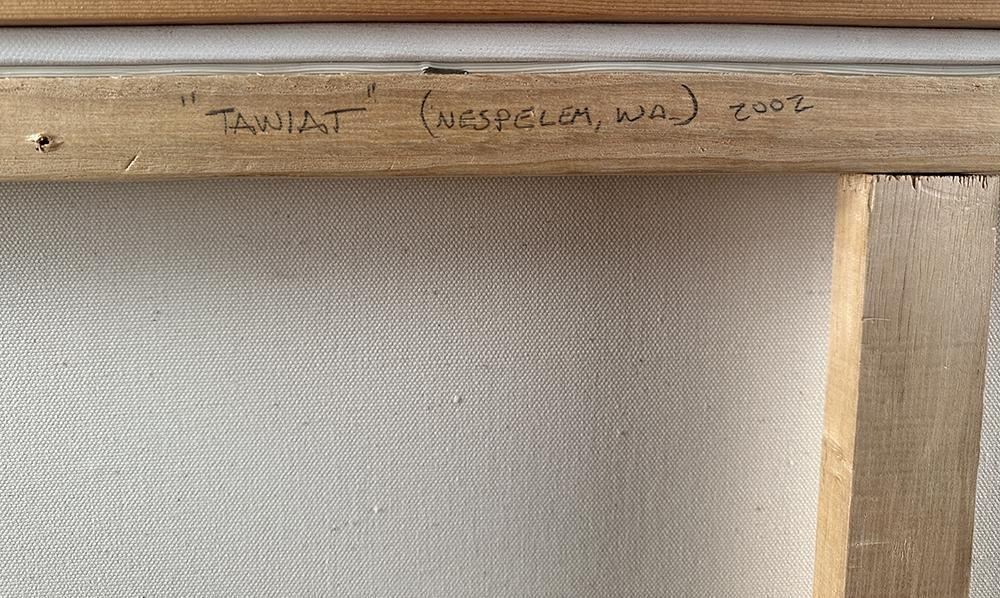 "TAWIAT" (NESPELEM, WA.) 2002